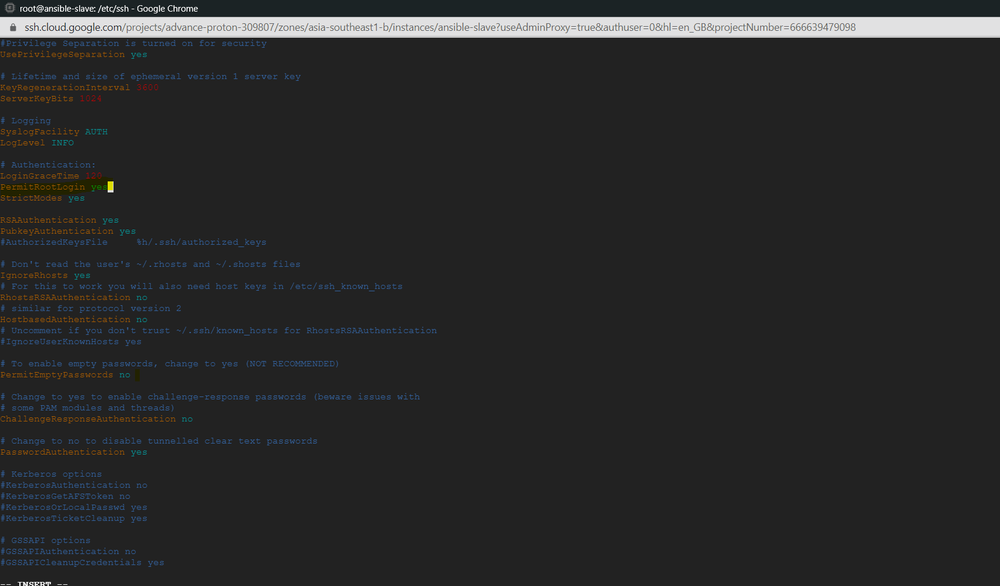 root@ansible-slave: /etc/ssh - Google Chrome
ssh.cloud.google.com/projects/advance-proton-309807/zones/asia-southeast1-b/instances/ansible-slave?useAdminProxy=true&authuser=0&hl=en_GB&projectNumber=666639479098
#Privilege Separation is turned on for security
UsePrivilegeSeparation yes
# Lifetime and size of ephemeral version 1 server key
KeyRegenerationInterval 3600
ServerKeyBits 1024
# Logging
SyslogFacility AUTH
LogLevel INFO
# Authentication:
LoginGraceTime 120
PermitRootLogin yes
StrictModes yes
RSAAuthentication yes
PubkeyAuthentication yes
#AuthorizedKeysFile     %h/.ssh/authorized_keys
# Don't read the user's ~/.rhosts and ~/.shosts files
IgnoreRhosts yes
# For this to work you will also need host keys in /etc/ssh_known_hosts
RhostsRSAAuthentication no
# similar for protocol version 2
HostbasedAuthentication no
# Uncomment if you don't trust ~/.ssh/known_hosts for RhostsRSAAuthentication
#IgnoreUserKnownHosts yes
# To enable empty passwords, change to yes (NOT RECOMMENDED)
PermitEmptyPasswords no
# Change to yes to enable challenge-response passwords (beware issues with
# some PAM modules and threads)
ChallengeResponseAuthentication no
# Change to no to disable tunnelled clear text passwords
PasswordAuthentication yes
# Kerberos options
#KerberosAuthentication no
#KerberosGetAFSToken no
#KerberosOrLocalPasswd yes
#KerberosTicketCleanup yes
# GSSAPI options
#GSSAPIAuthentication no
#GSSAPICleanupCredentials yes
-- INSERT --